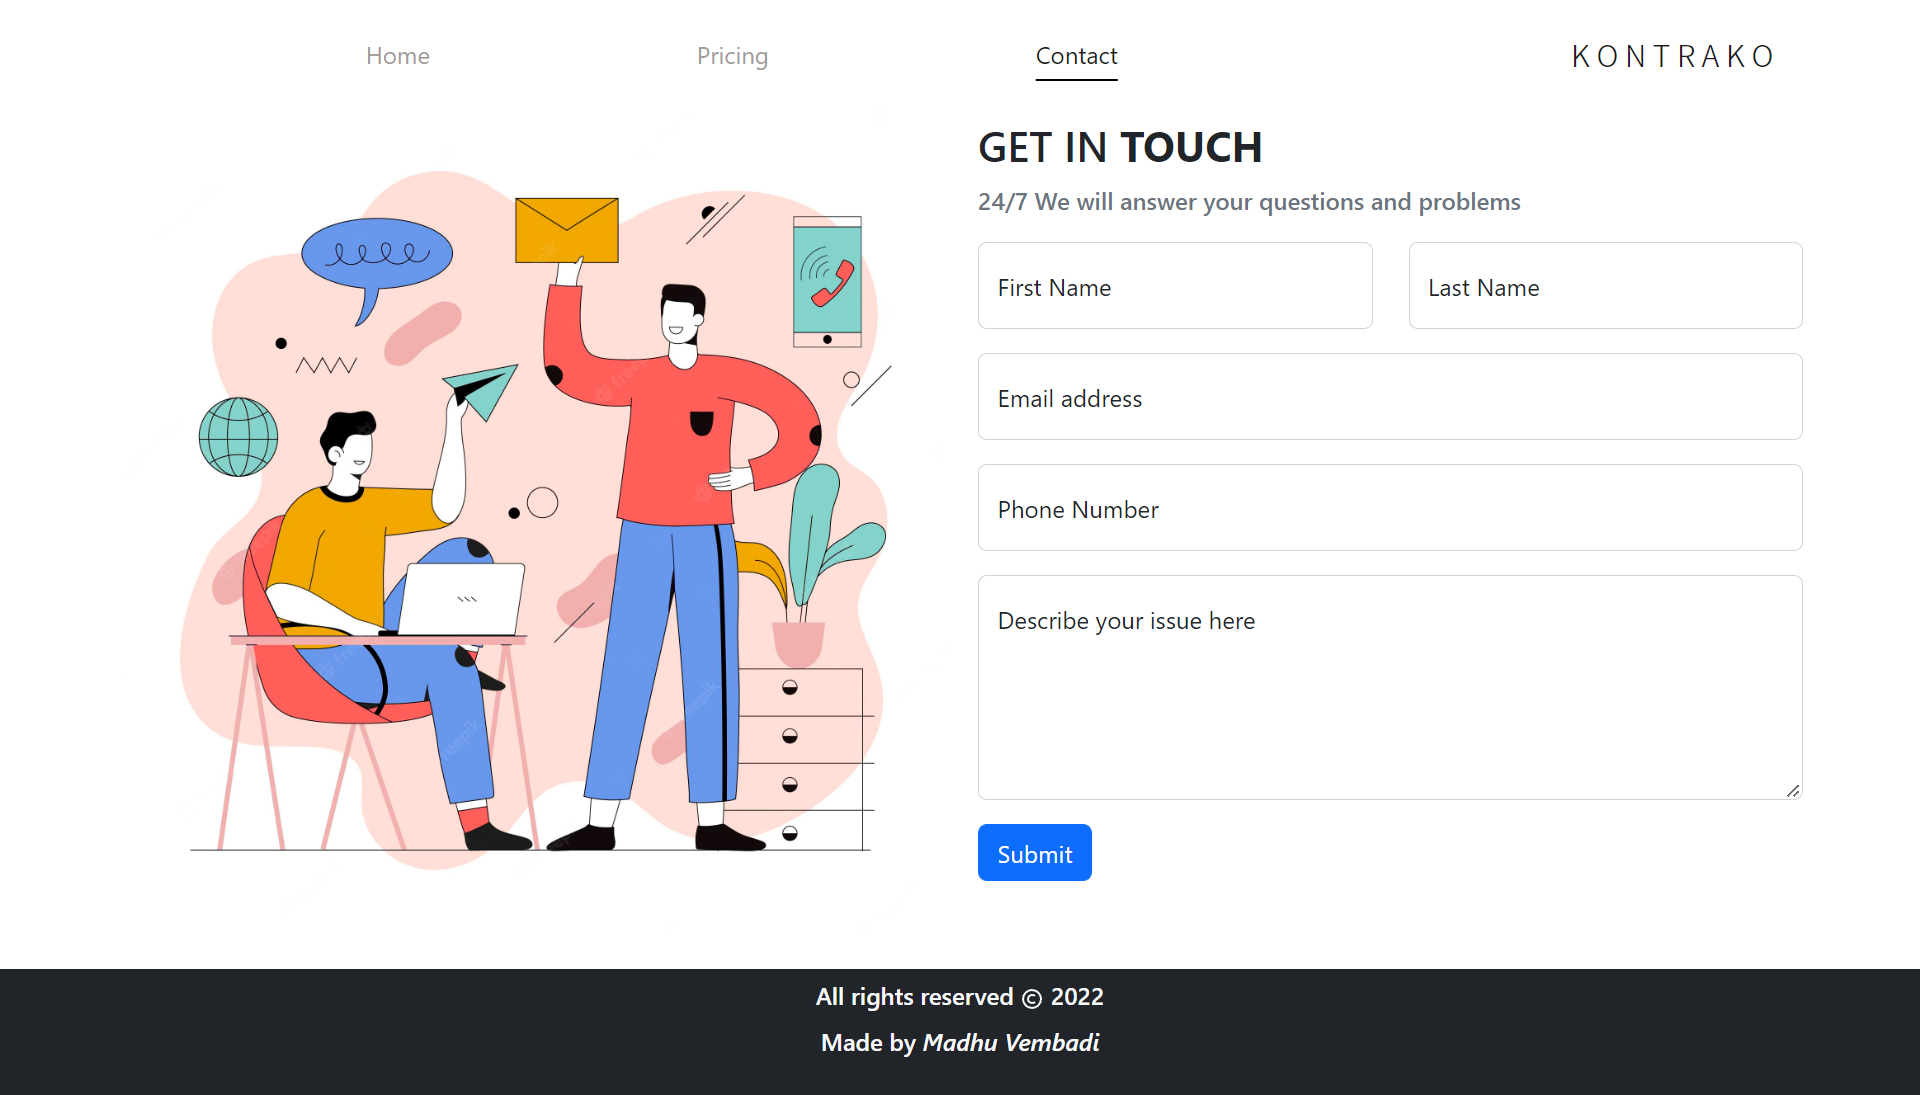 Home
Pricing
Contact
KONTRAKO
GET IN TOUCH
24/7 We will answer your questions and problems
First Name
Last Name
Email address
Phone Number
Describe your issue here
Submit
All rights reserved © 2022
Made by Madhu Vembadi